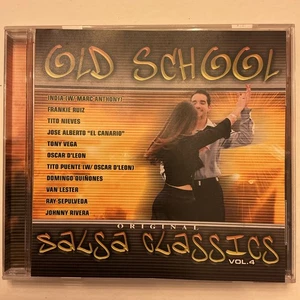 OLD SCHOOL
INDIA (W/ MARC ANTHONY)
FRANKIE RUIZ
TITO NIEVES
JOSE ALBERTO "EL CANARIO"
TONY VEGA
OSCAR D'LEON
TITO PUENTE (W/ OSCAR D'LEON)
DOMINGO QUIÑONES
VAN LESTER
RAY SEPULVEDA
JOHNNY RIVERA
ORIGINAL
SALSA CLASSICS
VOL.4